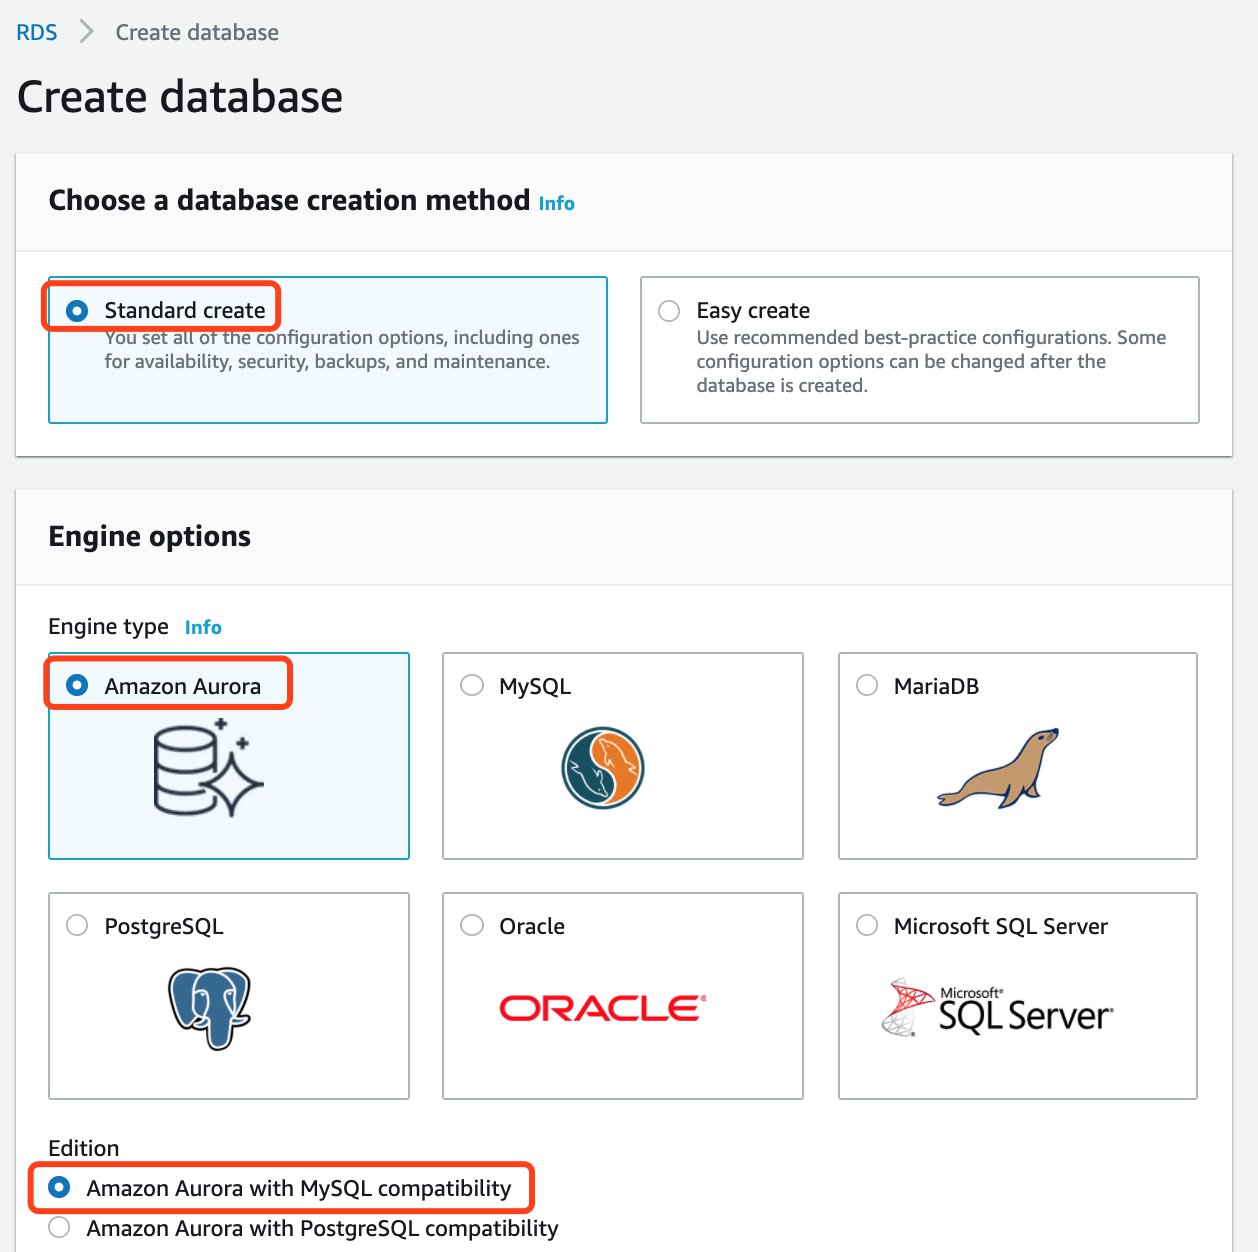 RDS > Create database
Create database
Choose a database creation method Info
Standard create
You set all of the configuration options, including ones
for availability, security, backups, and maintenance.
Easy create
Use recommended best-practice configurations. Some
configuration options can be changed after the
database is created.
Engine options
Engine type Info
Amazon Aurora
MySQL
MariaDB
PostgreSQL
Oracle
ORACLE®
Microsoft SQL Server
Microsoft®
SQL Server®
Edition
Amazon Aurora with MySQL compatibility
Amazon Aurora with PostgreSQL compatibility